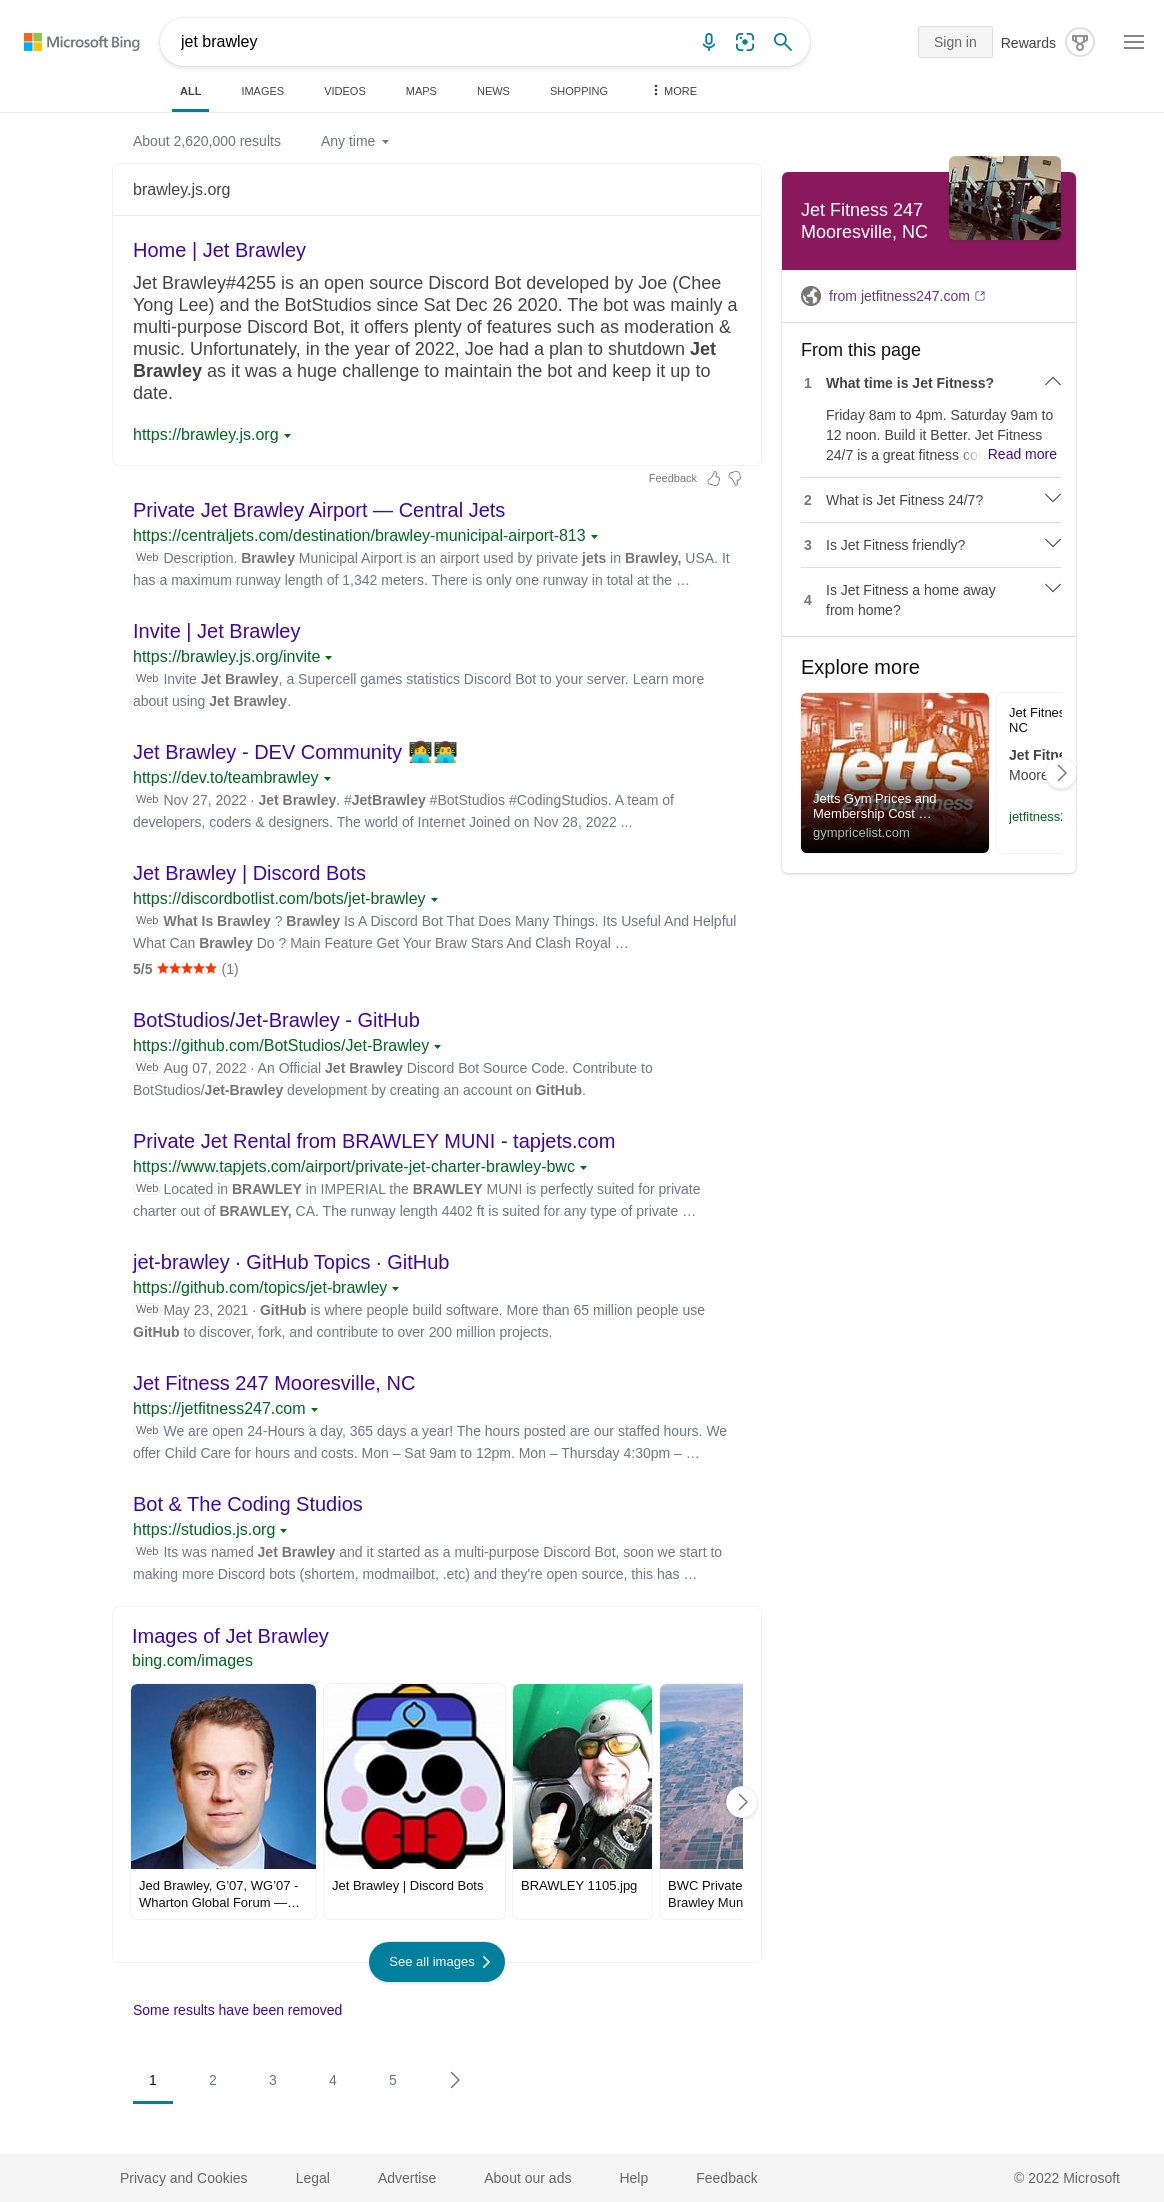 Microsoft Bing
jet brawley
Sign in
Rewards
ALL
IMAGES
VIDEOS
MAPS
NEWS
SHOPPING
MORE
About 2,620,000 results
Any time
brawley.js.org
Home | Jet Brawley
Jet Brawley#4255 is an open source Discord Bot developed by Joe (Chee
Yong Lee) and the BotStudios since Sat Dec 26 2020. The bot was mainly a
multi-purpose Discord Bot, it offers plenty of features such as moderation &
music. Unfortunately, in the year of 2022, Joe had a plan to shutdown Jet
Brawley as it was a huge challenge to maintain the bot and keep it up to
date.
https://brawley.js.org
Feedback
Private Jet Brawley Airport — Central Jets
https://centraljets.com/destination/brawley-municipal-airport-813
Web Description. Brawley Municipal Airport is an airport used by private jets in Brawley, USA. It
has a maximum runway length of 1,342 meters. There is only one runway in total at the …
Invite | Jet Brawley
https://brawley.js.org/invite
Web Invite Jet Brawley, a Supercell games statistics Discord Bot to your server. Learn more
about using Jet Brawley.
Jet Brawley - DEV Community 👩‍💻👨‍💻
https://dev.to/teambrawley
Web Nov 27, 2022 · Jet Brawley. #JetBrawley #BotStudios #CodingStudios. A team of
developers, coders & designers. The world of Internet Joined on Nov 28, 2022 ...
Jet Brawley | Discord Bots
https://discordbotlist.com/bots/jet-brawley
Web What Is Brawley ? Brawley Is A Discord Bot That Does Many Things. Its Useful And Helpful
What Can Brawley Do ? Main Feature Get Your Braw Stars And Clash Royal …
5/5 ★★★★★ (1)
BotStudios/Jet-Brawley - GitHub
https://github.com/BotStudios/Jet-Brawley
Web Aug 07, 2022 · An Official Jet Brawley Discord Bot Source Code. Contribute to
BotStudios/Jet-Brawley development by creating an account on GitHub.
Private Jet Rental from BRAWLEY MUNI - tapjets.com
https://www.tapjets.com/airport/private-jet-charter-brawley-bwc
Web Located in BRAWLEY in IMPERIAL the BRAWLEY MUNI is perfectly suited for private
charter out of BRAWLEY, CA. The runway length 4402 ft is suited for any type of private …
jet-brawley · GitHub Topics · GitHub
https://github.com/topics/jet-brawley
Web May 23, 2021 · GitHub is where people build software. More than 65 million people use
GitHub to discover, fork, and contribute to over 200 million projects.
Jet Fitness 247 Mooresville, NC
https://jetfitness247.com
Web We are open 24-Hours a day, 365 days a year! The hours posted are our staffed hours. We
offer Child Care for hours and costs. Mon – Sat 9am to 12pm. Mon – Thursday 4:30pm – …
Bot & The Coding Studios
https://studios.js.org
Web Its was named Jet Brawley and it started as a multi-purpose Discord Bot, soon we start to
making more Discord bots (shortem, modmailbot, .etc) and they're open source, this has …
Images of Jet Brawley
bing.com/images
Jed Brawley, G'07, WG'07 -
Wharton Global Forum —…
Jet Brawley | Discord Bots
BRAWLEY 1105.jpg
BWC Private
Brawley Mun
See all images
Some results have been removed
1
2
3
4
5
Jet Fitness 247
Mooresville, NC
from jetfitness247.com
From this page
1 What time is Jet Fitness?
Friday 8am to 4pm. Saturday 9am to
12 noon. Build it Better. Jet Fitness
24/7 is a great fitness co Read more
2 What is Jet Fitness 24/7?
3 Is Jet Fitness friendly?
4 Is Jet Fitness a home away
from home?
Explore more
jetts
24 hour fitness
Jetts Gym Prices and
Membership Cost …
gympricelist.com
Jet Fitnes
NC
Jet Fitne
Moore
jetfitness2
Privacy and Cookies
Legal
Advertise
About our ads
Help
Feedback
© 2022 Microsoft